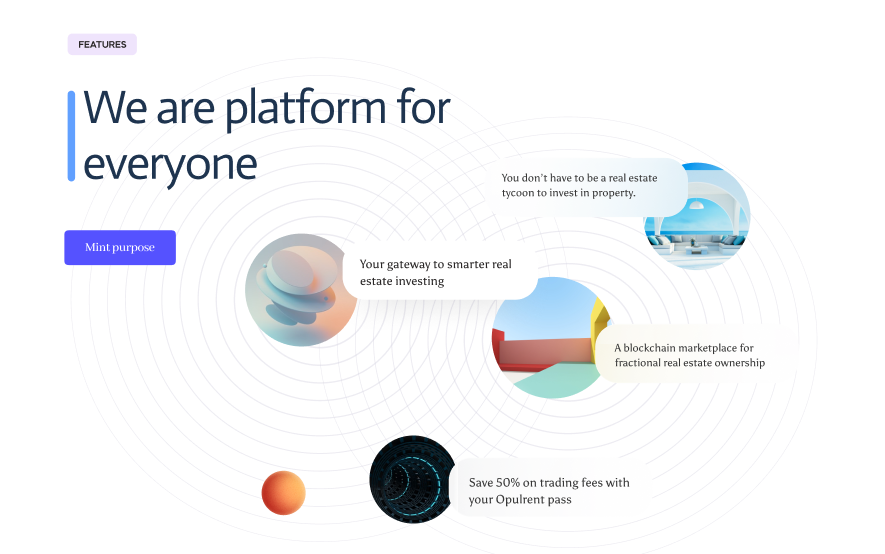 FEATURES
We are platform for
everyone
Mint purpose
You don't have to be a real estate
tycoon to invest in property.
Your gateway to smarter real
estate investing
A blockchain marketplace for
fractional real estate ownership
Save 50% on trading fees with
your Opulrent pass